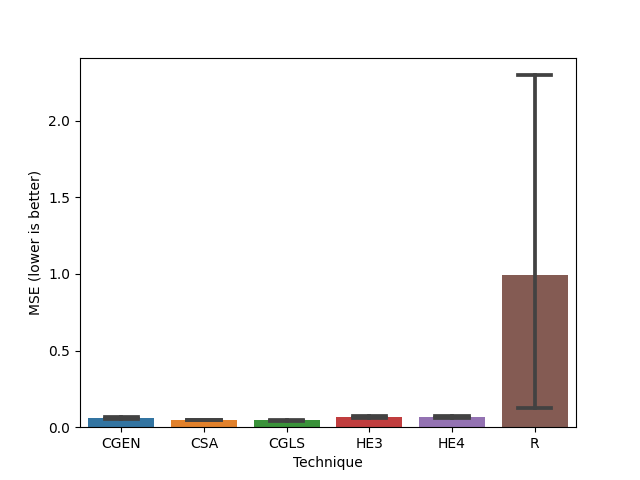 2.0
1.5
1.0
0.5
0.0
MSE (lower is better)
CGEN CSA CGLS HE3 HE4 R
Technique